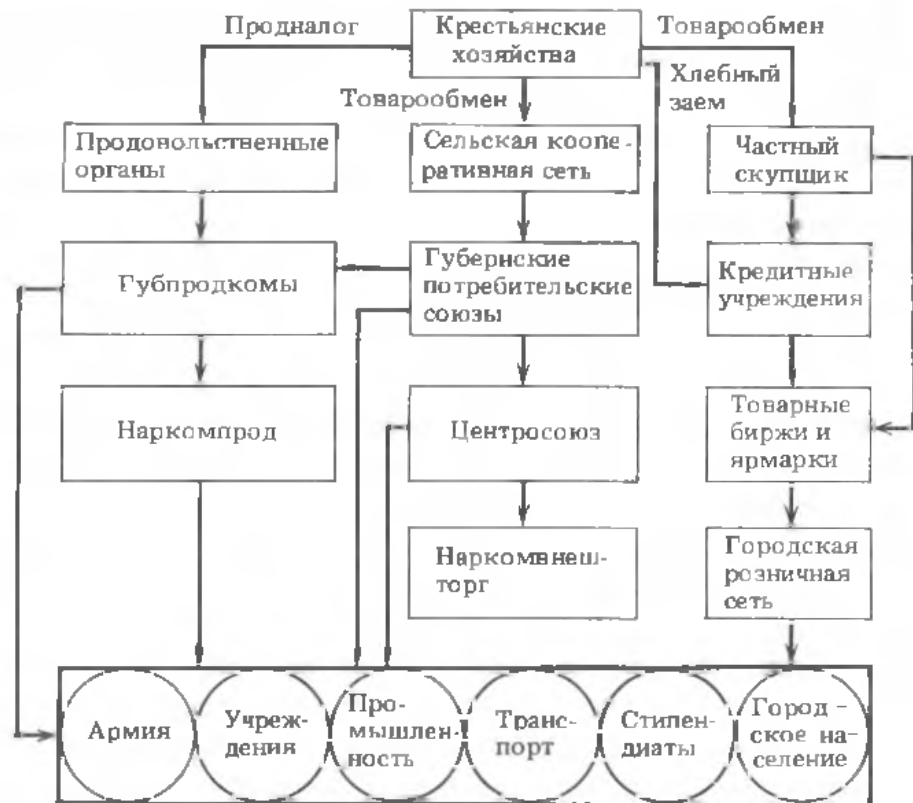 Продналог
Крестьянские
хозяйства
Товарообмен
Хлебный
заем
Товарообмен
Продовольственные
органы
Сельская коопе-
ративная сеть
Частный
скупщик
Губпродкомы
Губернские
потребительские
союзы
Кредитные
учреждения
Наркомпрод
Центросоюз
Товарные
биржи и
ярмарки
Наркомвнеш-
торг
Городская
розничная
сеть
Армия
Учреж-
дения
Про-
мышлен-
ность
Транс-
порт
Стипен-
диаты
Город-
ское на-
селение